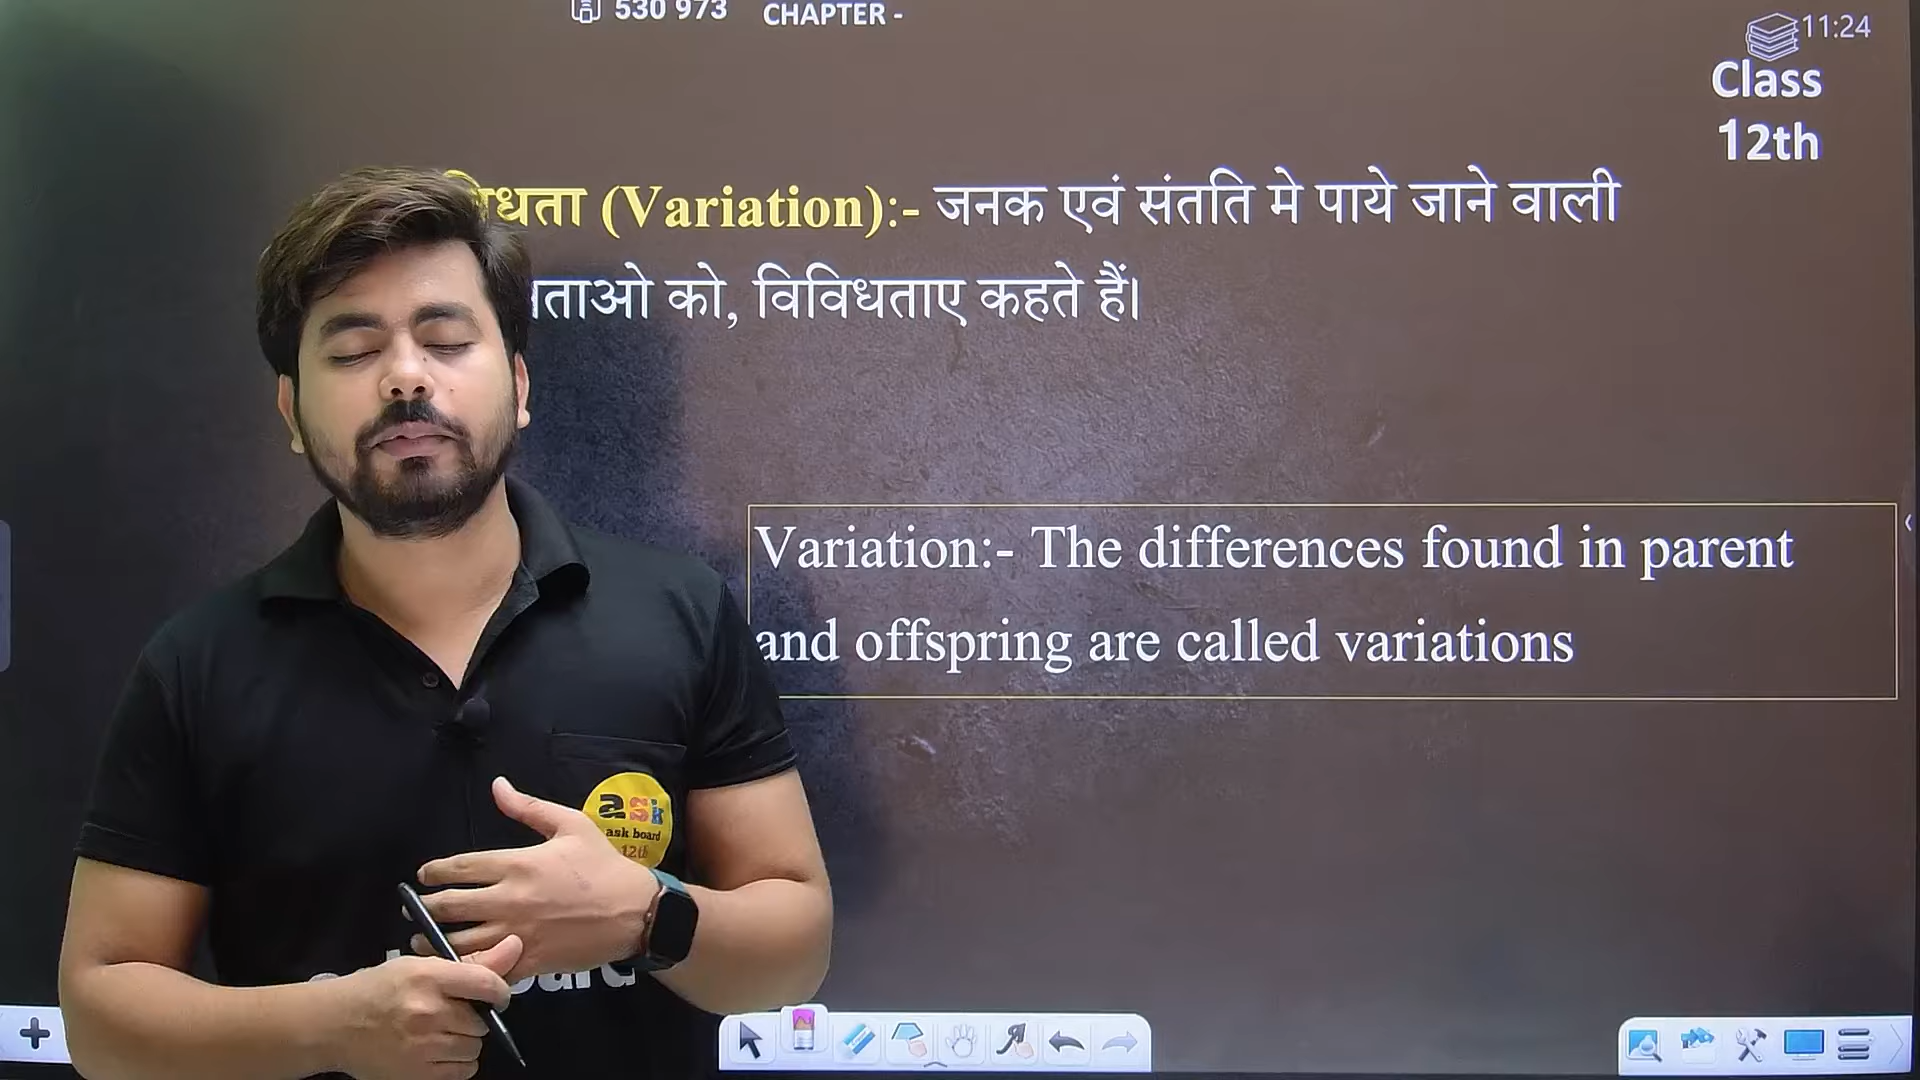 530 973 CHAPTER -
11:24
Class
12th
(Variation):- जनक एवं संतति मे पाये जाने वाली
को, विविधताए कहते हैं।
Variation:- The differences found in parent
and offspring are called variations
ask
ask board
12th